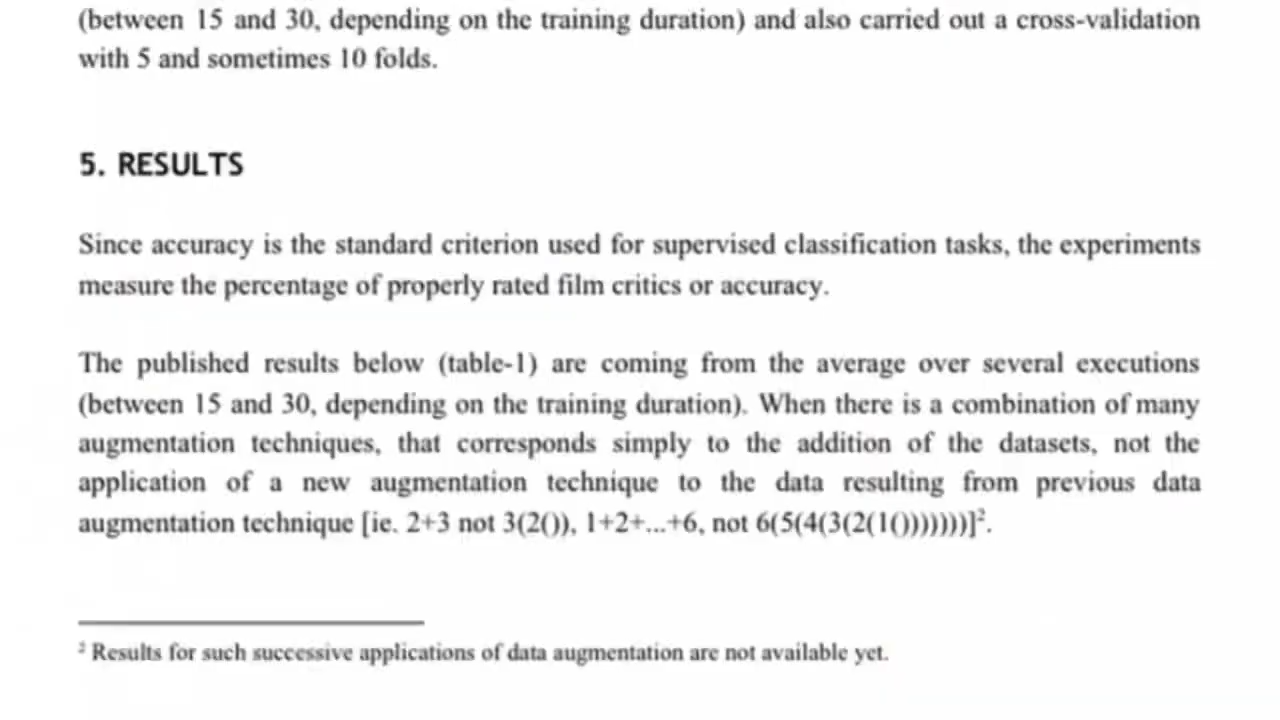 (between 15 and 30, depending on the training duration) and also carried out a cross-validation
with 5 and sometimes 10 folds.
5. RESULTS
Since accuracy is the standard criterion used for supervised classification tasks, the experiments
measure the percentage of properly rated film critics or accuracy.
The published results below (table-1) are coming from the average over several executions
(between 15 and 30, depending on the training duration). When there is a combination of many
augmentation techniques, that corresponds simply to the addition of the datasets, not the
application of a new augmentation technique to the data resulting from previous data
augmentation technique [ie. 2+3 not 3(2()), 1+2+...+6, not 6(5(4(3(2(1()))))))]².
² Results for such successive applications of data augmentation are not available yet.